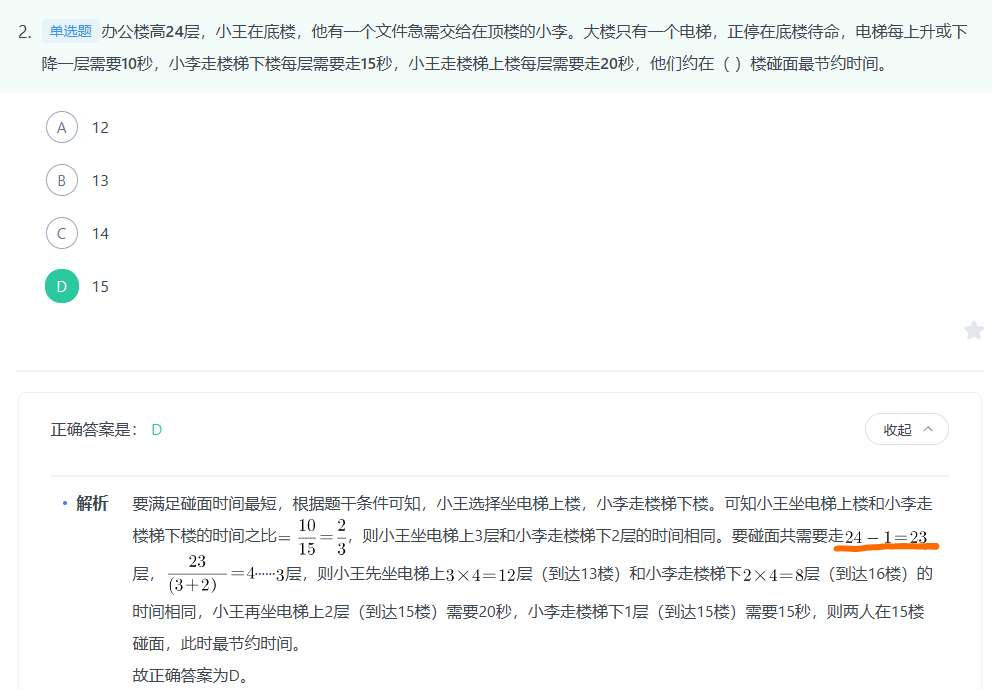 2. 单选题 办公楼高24层，小王在底楼，他有一个文件急需交给在顶楼的小李。大楼只有一个电梯，正停在底楼待命，电梯每上升或下
降一层需要10秒，小李走楼梯下楼每层需要走15秒，小王走楼梯上楼每层需要走20秒，他们约在（ ）楼碰面最节约时间。
A 12
B 13
C 14
D 15
正确答案是： D
收起
• 解析 要满足碰面时间最短，根据题干条件可知，小王选择坐电梯上楼，小李走楼梯下楼。可知小王坐电梯上楼和小李走
楼梯下楼的时间之比= 10/15 = 2/3，则小王坐电梯上3层和小李走楼梯下2层的时间相同。要碰面共需要走24－1=23
层，23/(3+2) =4······3层，则小王先坐电梯上3×4=12层（到达13楼）和小李走楼梯下2×4=8层（到达16楼）的
时间相同，小王再坐电梯上2层（到达15楼）需要20秒，小李走楼梯下1层（到达15楼）需要15秒，则两人在15楼
碰面，此时最节约时间。
故正确答案为D。